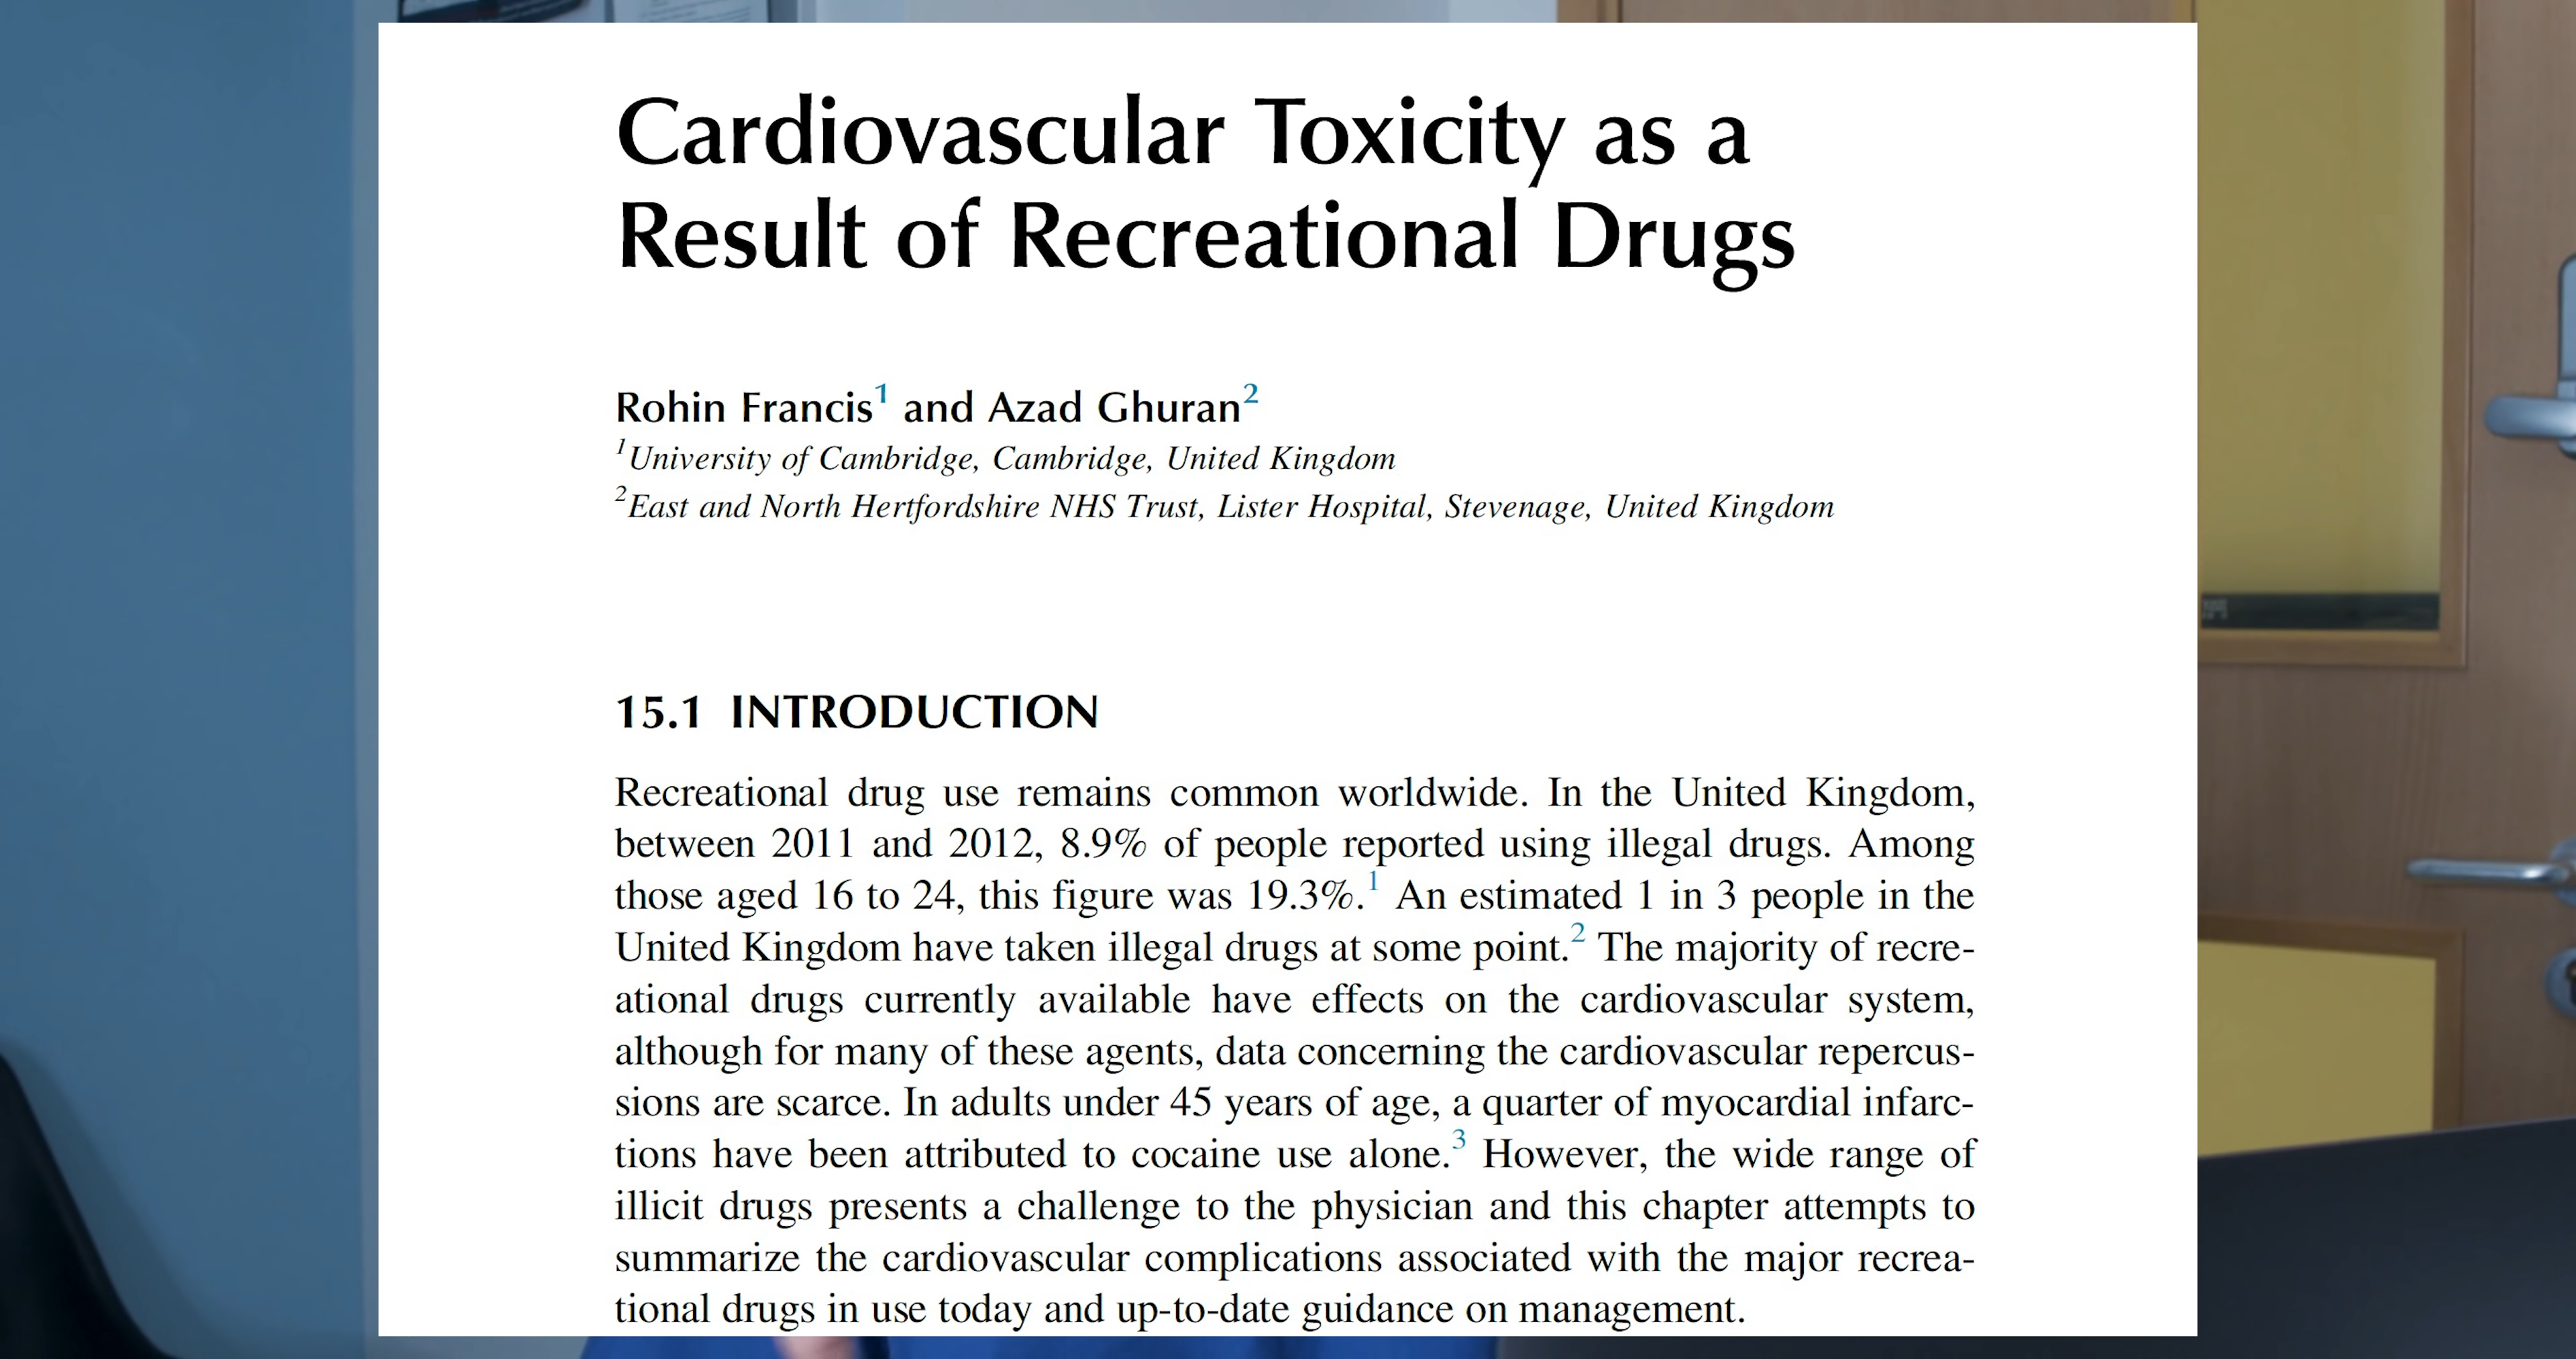 Cardiovascular Toxicity as a
Result of Recreational Drugs
Rohin Francis1 and Azad Ghuran2
1University of Cambridge, Cambridge, United Kingdom
2East and North Hertfordshire NHS Trust, Lister Hospital, Stevenage, United Kingdom
15.1 INTRODUCTION
Recreational drug use remains common worldwide. In the United Kingdom,
between 2011 and 2012, 8.9% of people reported using illegal drugs. Among
those aged 16 to 24, this figure was 19.3%.1 An estimated 1 in 3 people in the
United Kingdom have taken illegal drugs at some point.2 The majority of recre-
ational drugs currently available have effects on the cardiovascular system,
although for many of these agents, data concerning the cardiovascular repercus-
sions are scarce. In adults under 45 years of age, a quarter of myocardial infarc-
tions have been attributed to cocaine use alone.3 However, the wide range of
illicit drugs presents a challenge to the physician and this chapter attempts to
summarize the cardiovascular complications associated with the major recrea-
tional drugs in use today and up-to-date guidance on management.